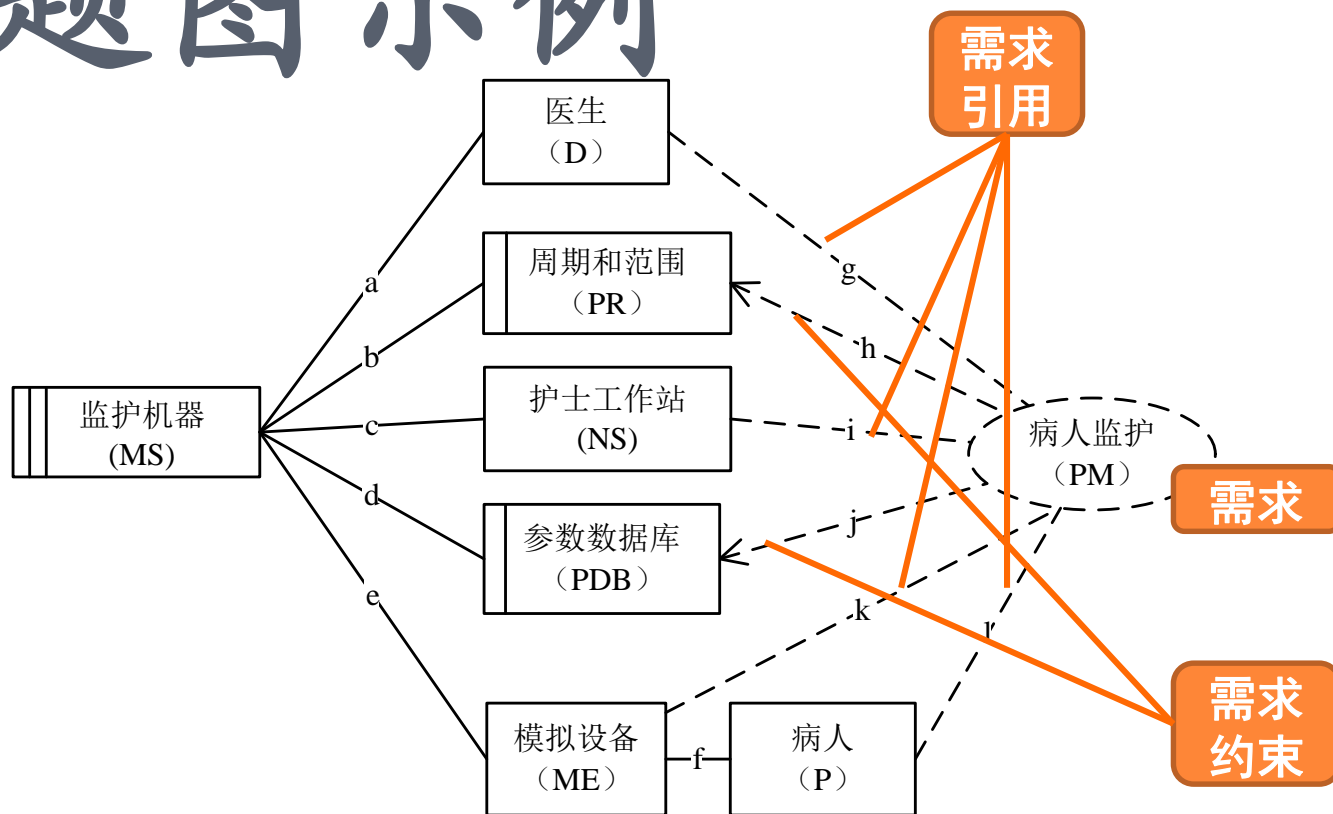 题图示例
需求
引用
医生
（D）
周期和范围
（PR）
护士工作站
(NS)
参数数据库
（PDB）
模拟设备
（ME）
病人
（P）
监护机器
(MS)
病人监护
（PM）
需求
需求
约束
a
b
c
d
e
f
g
h
i
j
k
l